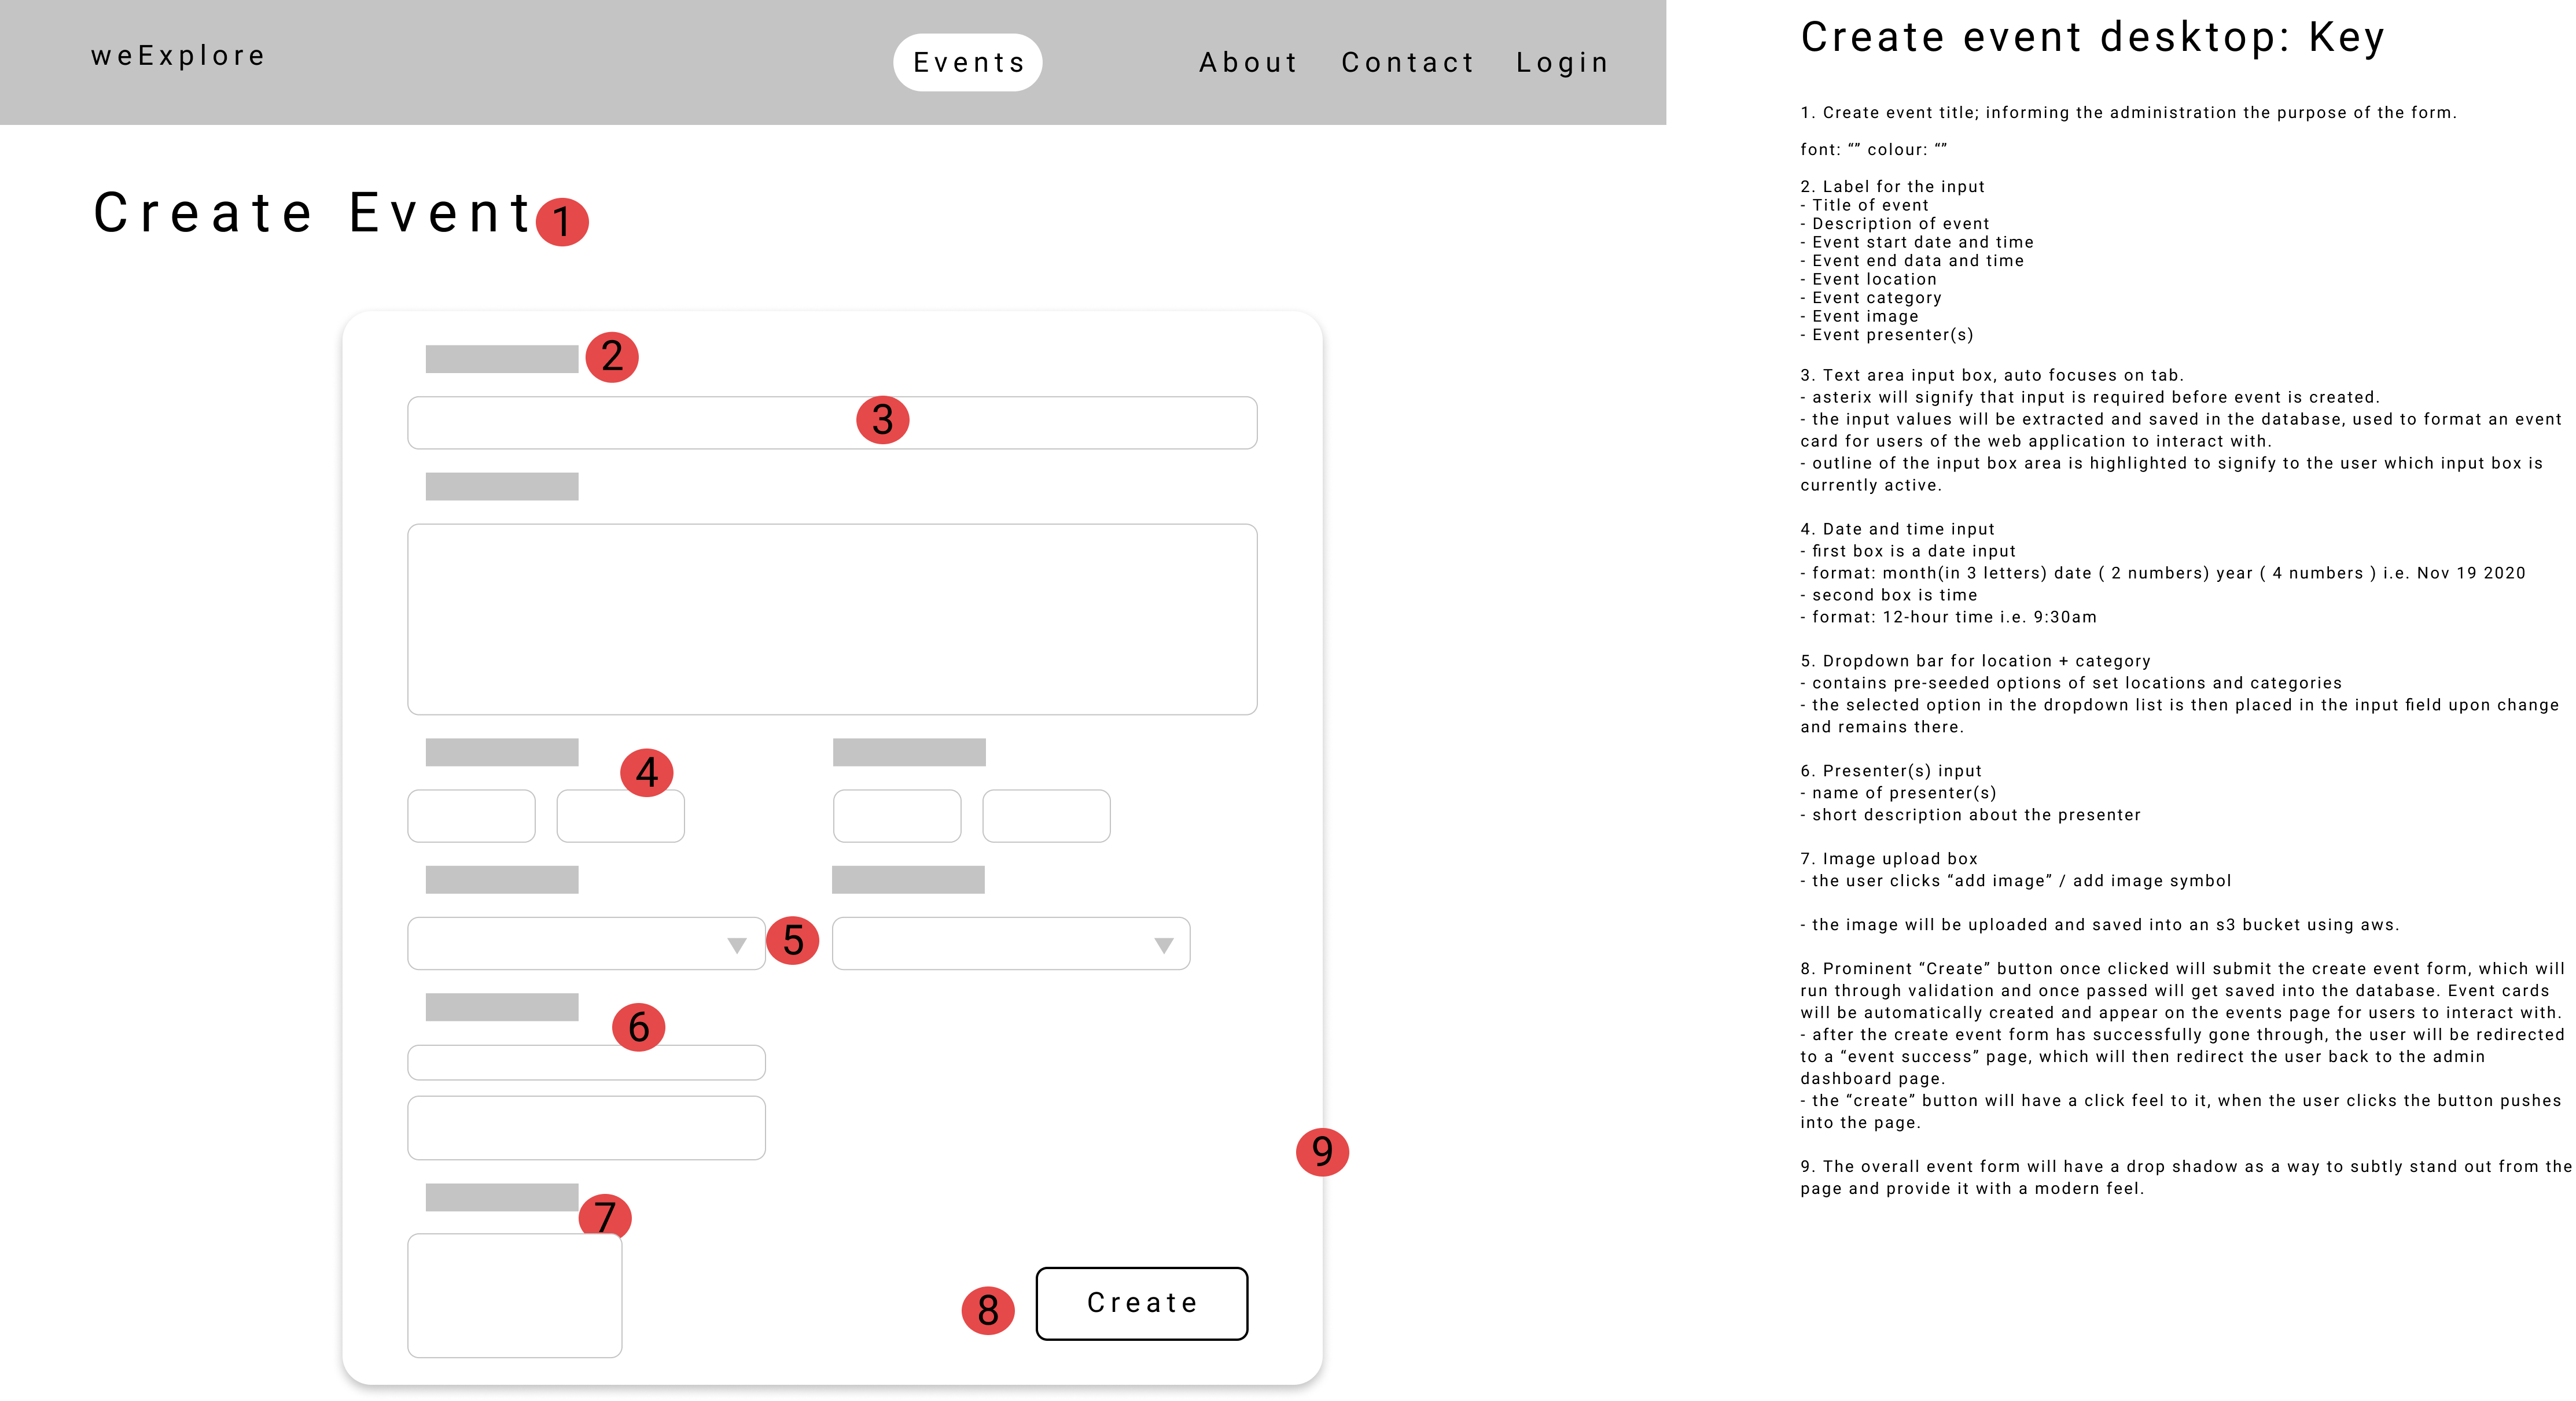 weExplore
Events
About
Contact
Login
Create Event
1
2
3
4
5
6
7
8
Create
9
Create event desktop: Key
1. Create event title; informing the administration the purpose of the form.
font: “” colour: “”
2. Label for the input
- Title of event
- Description of event
- Event start date and time
- Event end data and time
- Event location
- Event category
- Event image
- Event presenter(s)
3. Text area input box, auto focuses on tab.
- asterix will signify that input is required before event is created.
- the input values will be extracted and saved in the database, used to format an event
card for users of the web application to interact with.
- outline of the input box area is highlighted to signify to the user which input box is
currently active.
4. Date and time input
- first box is a date input
- format: month(in 3 letters) date ( 2 numbers) year ( 4 numbers ) i.e. Nov 19 2020
- second box is time
- format: 12-hour time i.e. 9:30am
5. Dropdown bar for location + category
- contains pre-seeded options of set locations and categories
- the selected option in the dropdown list is then placed in the input field upon change
and remains there.
6. Presenter(s) input
- name of presenter(s)
- short description about the presenter
7. Image upload box
- the user clicks “add image” / add image symbol
- the image will be uploaded and saved into an s3 bucket using aws.
8. Prominent “Create” button once clicked will submit the create event form, which will
run through validation and once passed will get saved into the database. Event cards
will be automatically created and appear on the events page for users to interact with.
- after the create event form has successfully gone through, the user will be redirected
to a “event success” page, which will then redirect the user back to the admin
dashboard page.
- the “create” button will have a click feel to it, when the user clicks the button pushes
into the page.
9. The overall event form will have a drop shadow as a way to subtly stand out from the
page and provide it with a modern feel.